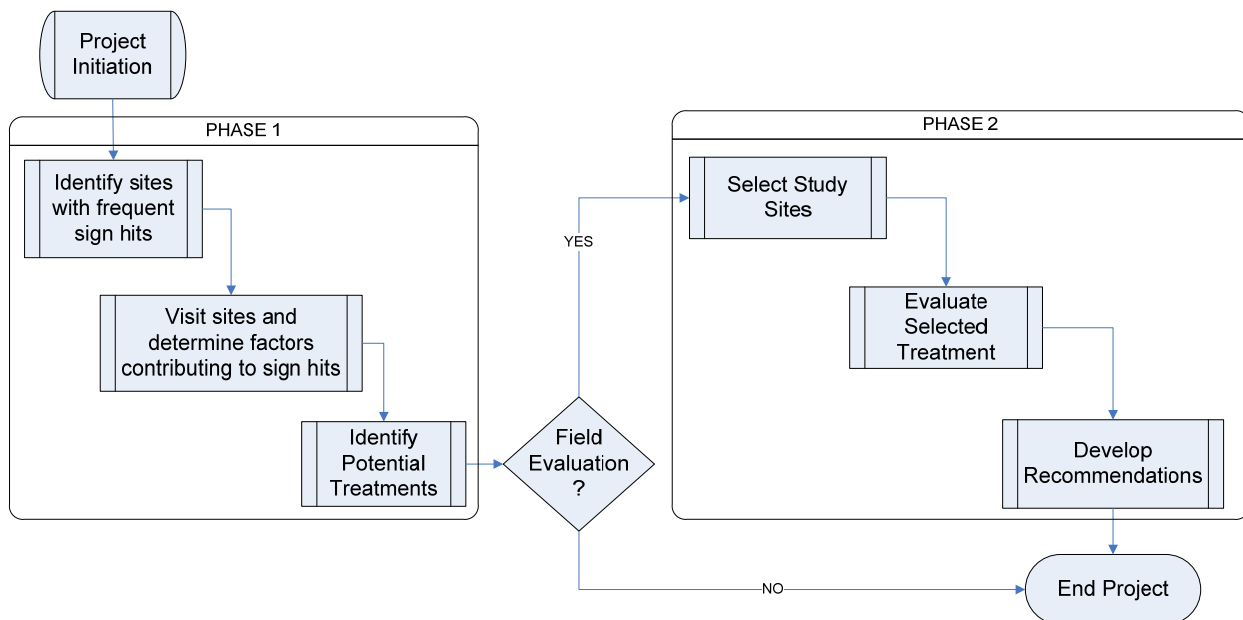 Project
Initiation
PHASE 1
Identify sites
with frequent
sign hits
Visit sites and
determine factors
contributing to sign hits
Identify
Potential
Treatments
Field
Evaluation
?
YES
NO
PHASE 2
Select Study
Sites
Evaluate
Selected
Treatment
Develop
Recommendations
End Project